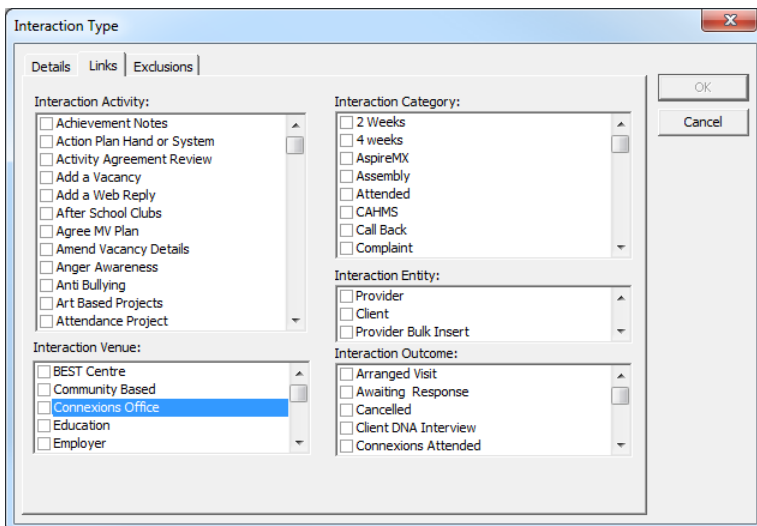 Interaction Type
x
Details Links Exclusions
OK
Cancel
Interaction Activity:
Achievement Notes
Action Plan Hand or System
Activity Agreement Review
Add a Vacancy
Add a Web Reply
After School Clubs
Agree MV Plan
Amend Vacancy Details
Anger Awareness
Anti Bullying
Art Based Projects
Attendance Project
Interaction Category:
2 Weeks
4 weeks
AspireMX
Assembly
Attended
CAHMS
Call Back
Complaint
Interaction Entity:
Provider
Client
Provider Bulk Insert
Interaction Venue:
BEST Centre
Community Based
Connexions Office
Education
Employer
Interaction Outcome:
Arranged Visit
Awaiting  Response
Cancelled
Client DNA Interview
Connexions Attended